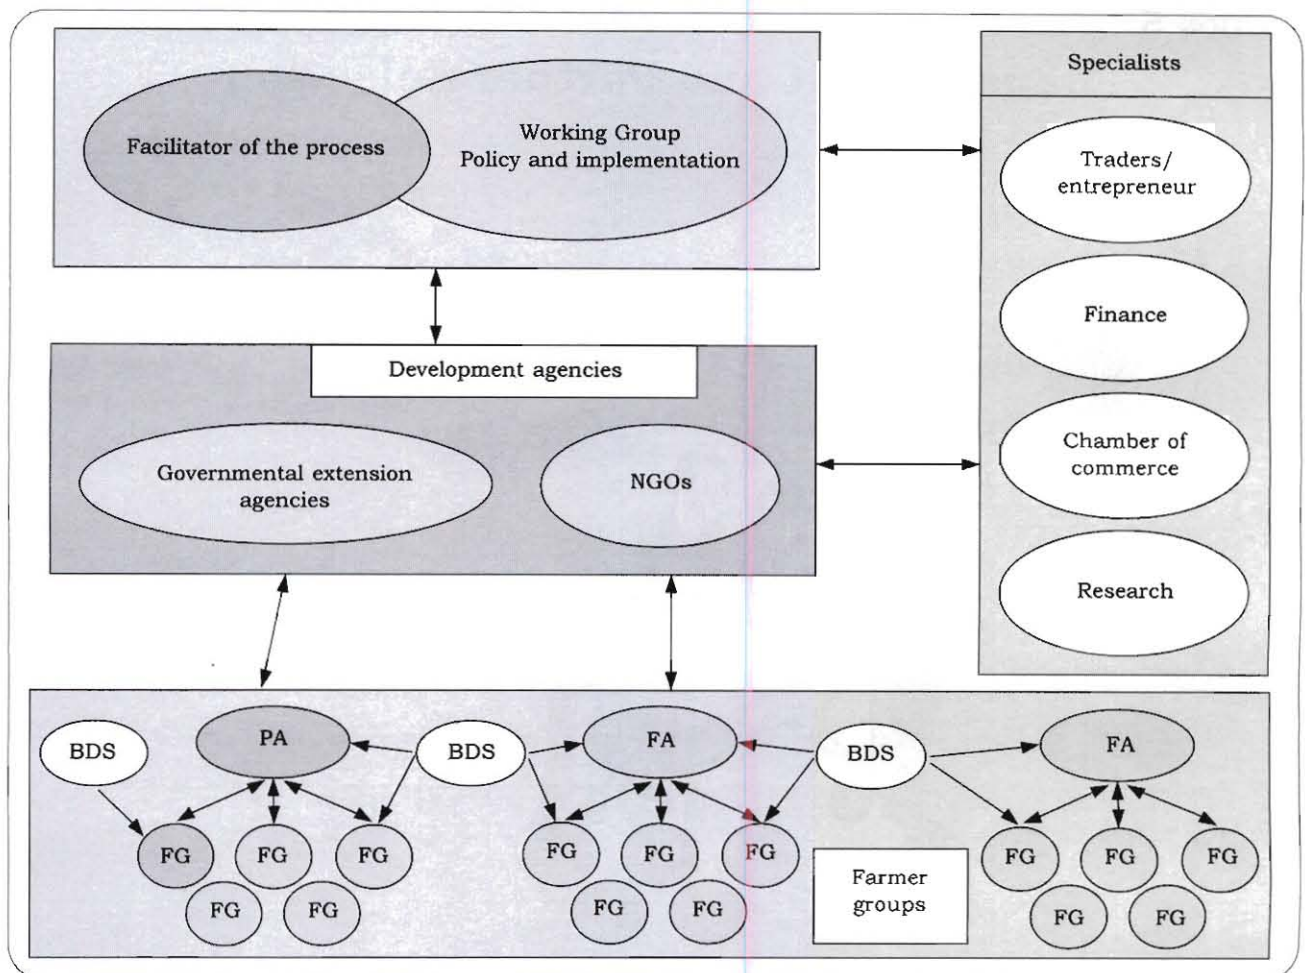 Specialists
Facilitator of the process
Working Group
Policy and implementation
Traders/
entrepreneur
Finance
Development agencies
Chamber of
commerce
Governmental extension
agencies
NGOs
Research
BDS
PA
BDS
FA
BDS
FA
FG
FG
FG
FG
FG
FG
FG
FG
FG
Farmer
groups
FG
FG
FG
FG
FG
FG